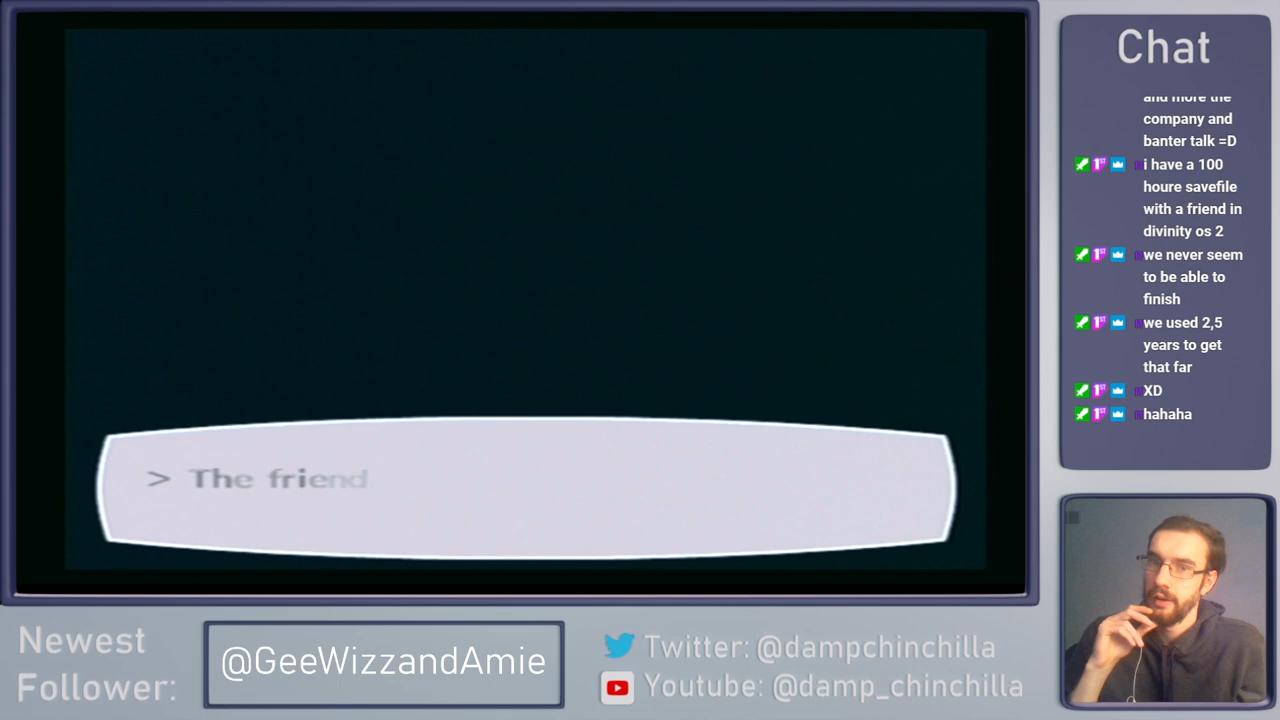 Chat
and more the
company and
banter talk =D
i have a 100
houre savefile
with a friend in
divinity os 2
we never seem
to be able to
finish
we used 2,5
years to get
that far
XD
hahaha
> The friend
Newest
Follower:
@GeeWizzandAmie
Twitter: @dampchinchilla
Youtube: @damp_chinchilla